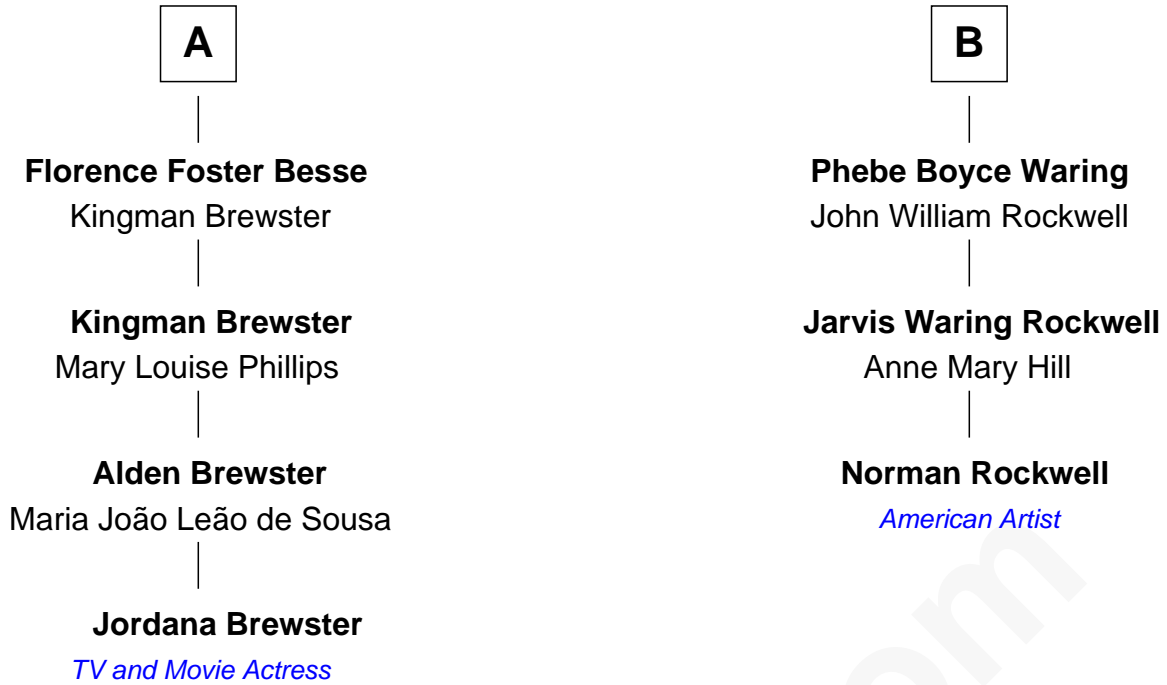 A
Florence Foster Besse
Kingman Brewster
Kingman Brewster
Mary Louise Phillips
Alden Brewster
Maria João Leão de Sousa
Jordana Brewster
TV and Movie Actress
B
Phebe Boyce Waring
John William Rockwell
Jarvis Waring Rockwell
Anne Mary Hill
Norman Rockwell
American Artist
om